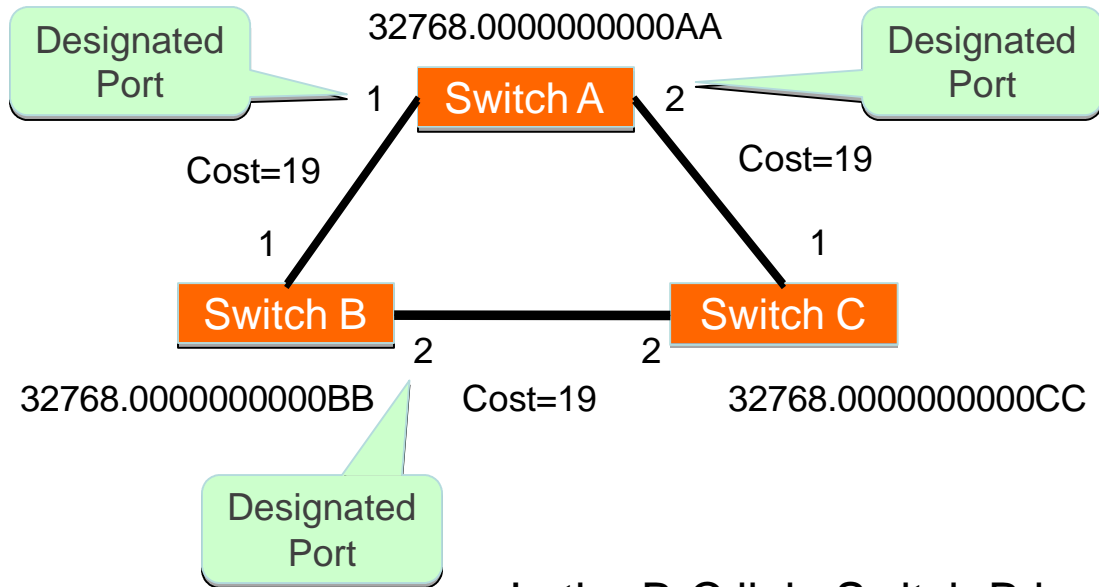 32768.0000000000AA
Designated
Port
Designated
Port
1
Switch A
2
Cost=19
Cost=19
1
1
Switch B
Switch C
2
2
32768.0000000000BB
Cost=19
32768.0000000000CC
Designated
Port